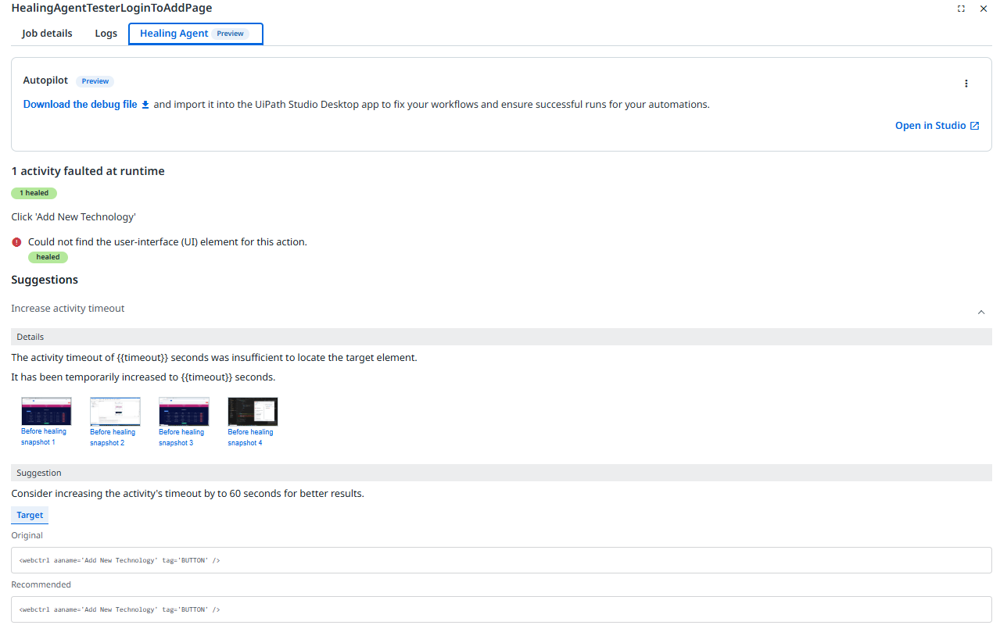 HealingAgentTesterLoginToAddPage
Job details Logs Healing Agent Preview
Autopilot Preview
Download the debug file and import it into the UiPath Studio Desktop app to fix your workflows and ensure successful runs for your automations.
Open in Studio
1 activity faulted at runtime
1 healed
Click 'Add New Technology'
Could not find the user-interface (UI) element for this action.
healed
Suggestions
Increase activity timeout
Details
The activity timeout of {{timeout}} seconds was insufficient to locate the target element.
It has been temporarily increased to {{timeout}} seconds.
Before healing snapshot 1
Before healing snapshot 2
Before healing snapshot 3
Before healing snapshot 4
Suggestion
Consider increasing the activity's timeout by to 60 seconds for better results.
Target
Original
<webctrl aaname='Add New Technology' tag='BUTTON' />
Recommended
<webctrl aaname='Add New Technology' tag='BUTTON' />